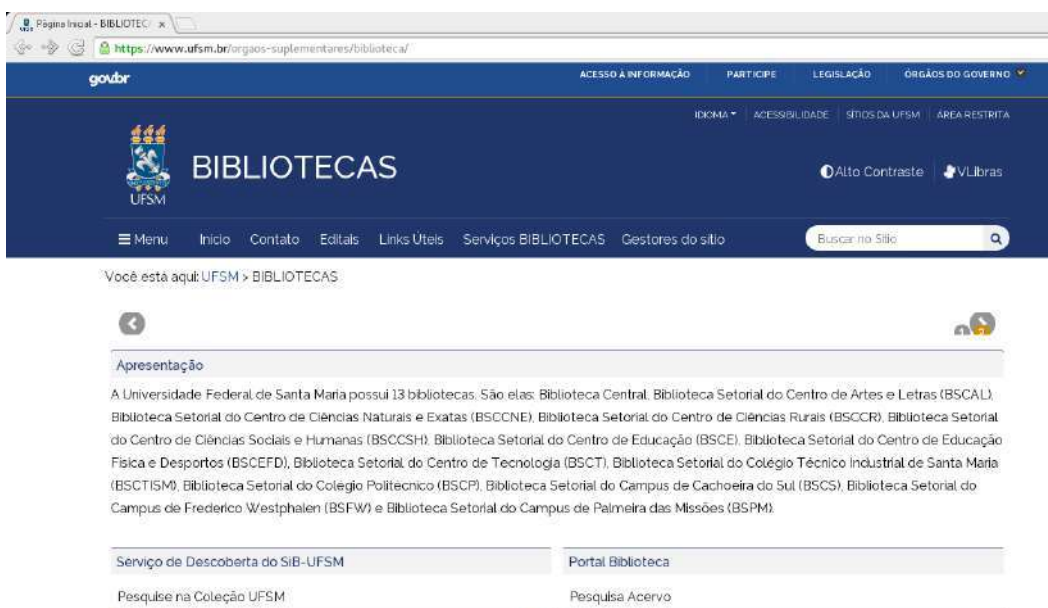 Página Inicial - BIBLIOTEC x
https://www.ufsm.br/orgaos-suplementares/biblioteca/
govbr ACESSO À INFORMAÇÃO PARTICIPE LEGISLAÇÃO ÓRGÃOS DO GOVERNO
IDIOMA ACESSIBILIDADE SÍTIOS DA UFSM ÁREA RESTRITA
UFSM
BIBLIOTECAS
Alto Contraste VLibras
Menu Início Contato Editais Links Úteis Serviços BIBLIOTECAS Gestores do sítio Buscar no Sítio
Você está aqui: UFSM > BIBLIOTECAS
1 2
Apresentação
A Universidade Federal de Santa Maria possui 13 bibliotecas. São elas: Biblioteca Central, Biblioteca Setorial do Centro de Artes e Letras (BSCAL),
Biblioteca Setorial do Centro de Ciências Naturais e Exatas (BSCCNE), Biblioteca Setorial do Centro de Ciências Rurais (BSCCR), Biblioteca Setorial
do Centro de Ciências Sociais e Humanas (BSCCSH), Biblioteca Setorial do Centro de Educação (BSCE), Biblioteca Setorial do Centro de Educação
Física e Desportos (BSCEFD), Biblioteca Setorial do Centro de Tecnologia (BSCT), Biblioteca Setorial do Colégio Técnico Industrial de Santa Maria
(BSCTISM), Biblioteca Setorial do Colégio Politecnico (BSCP), Biblioteca Setorial do Campus de Cachoeira do Sul (BSCS), Biblioteca Setorial do
Campus de Frederico Westphalen (BSFW) e Biblioteca Setorial do Campus de Palmeira das Missões (BSPM).
Serviço de Descoberta do SiB-UFSM
Pesquise na Coleção UFSM
Portal Biblioteca
Pesquisa Acervo